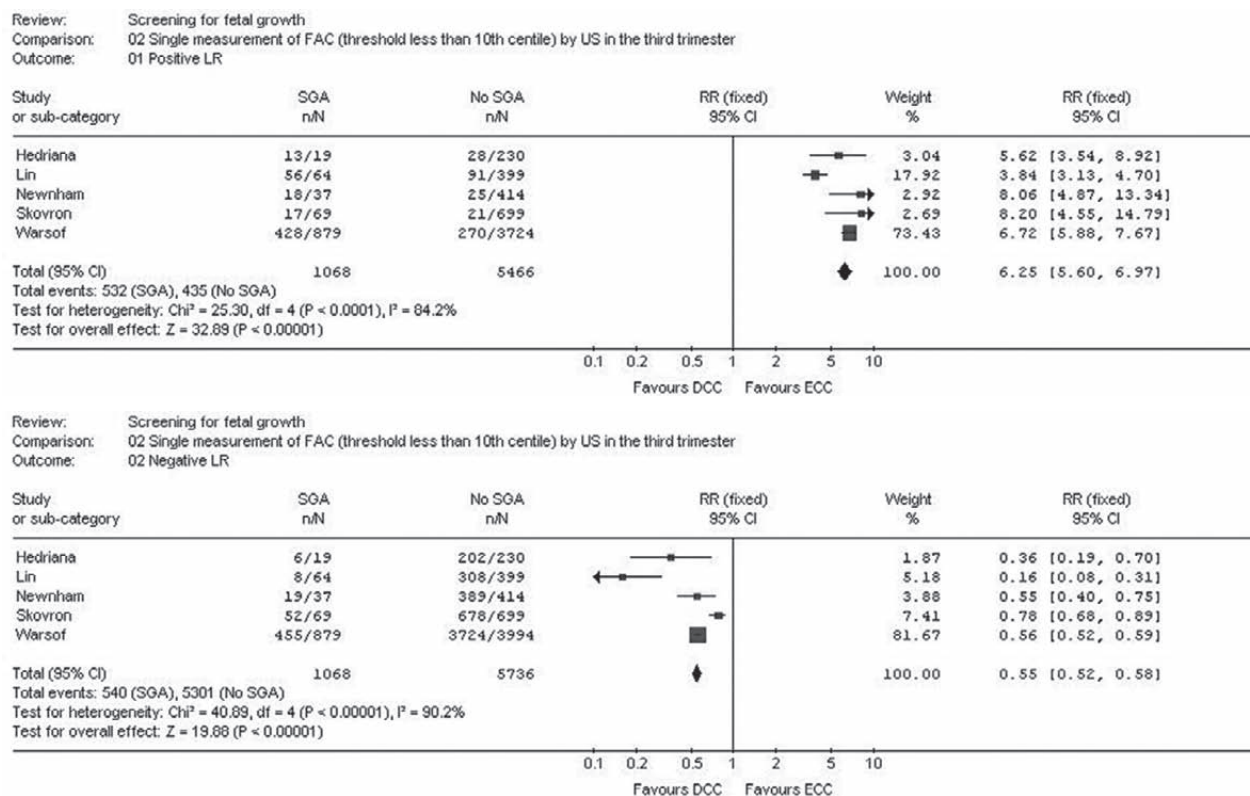 Review: Screening for fetal growth
Comparison: 02 Single measurement of FAC (threshold less than 10th centile) by US in the third trimester
Outcome: 01 Positive LR
Study SGA No SGA RR (fixed) Weight RR (fixed)
or sub-category n/N n/N 95% CI % 95% CI
Hedriana 13/19 28/230 3.04 5.62 [3.54, 8.92]
Lin 56/64 91/399 17.92 3.84 [3.13, 4.70]
Newnham 18/37 25/414 2.92 8.06 [4.87, 13.34]
Skovron 17/69 21/699 2.69 8.20 [4.55, 14.79]
Warsof 428/879 270/3724 73.43 6.72 [5.88, 7.67]
Total (95% CI) 1068 5466 100.00 6.25 [5.60, 6.97]
Total events: 532 (SGA), 435 (No SGA)
Test for heterogeneity: Chi² = 25.30, df = 4 (P < 0.0001), I² = 84.2%
Test for overall effect: Z = 32.89 (P < 0.00001)
0.1 0.2 0.5 1 2 5 10
Favours DCC Favours ECC
Review: Screening for fetal growth
Comparison: 02 Single measurement of FAC (threshold less than 10th centile) by US in the third trimester
Outcome: 02 Negative LR
Study SGA No SGA RR (fixed) Weight RR (fixed)
or sub-category n/N n/N 95% CI % 95% CI
Hedriana 6/19 202/230 1.87 0.36 [0.19, 0.70]
Lin 8/64 308/399 5.18 0.16 [0.08, 0.31]
Newnham 19/37 389/414 3.88 0.55 [0.40, 0.75]
Skovron 52/69 678/699 7.41 0.78 [0.68, 0.89]
Warsof 455/879 3724/3994 81.67 0.56 [0.52, 0.59]
Total (95% CI) 1068 5736 100.00 0.55 [0.52, 0.58]
Total events: 540 (SGA), 5301 (No SGA)
Test for heterogeneity: Chi² = 40.89, df = 4 (P < 0.00001), I² = 90.2%
Test for overall effect: Z = 19.88 (P < 0.00001)
0.1 0.2 0.5 1 2 5 10
Favours DCC Favours ECC